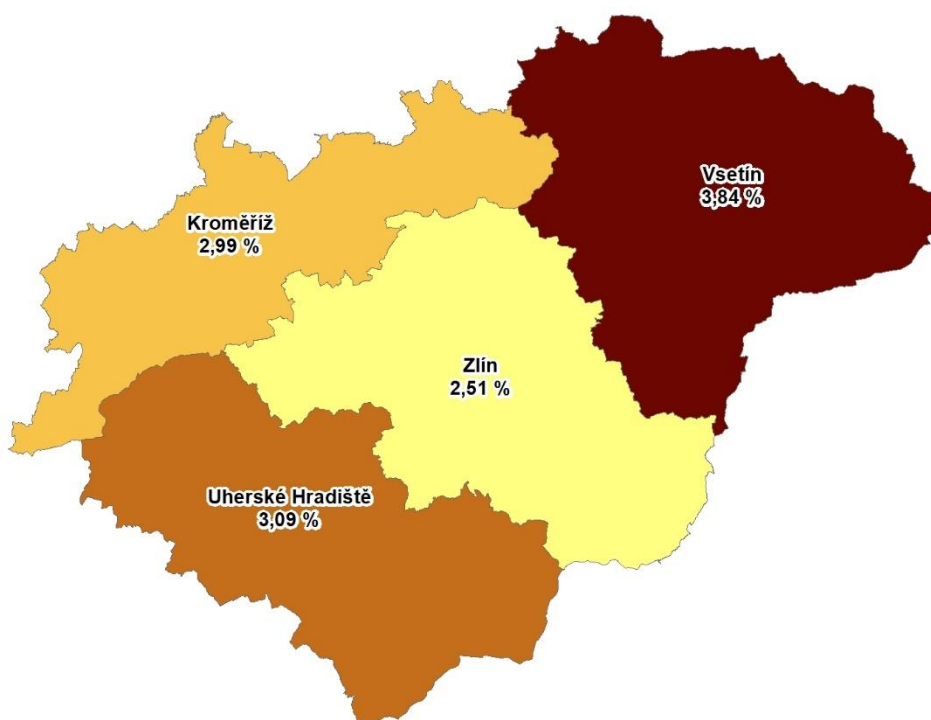 Vsetín
3,84 %
Kroměříž
2,99 %
Zlín
2,51 %
Uherské Hradiště
3,09 %